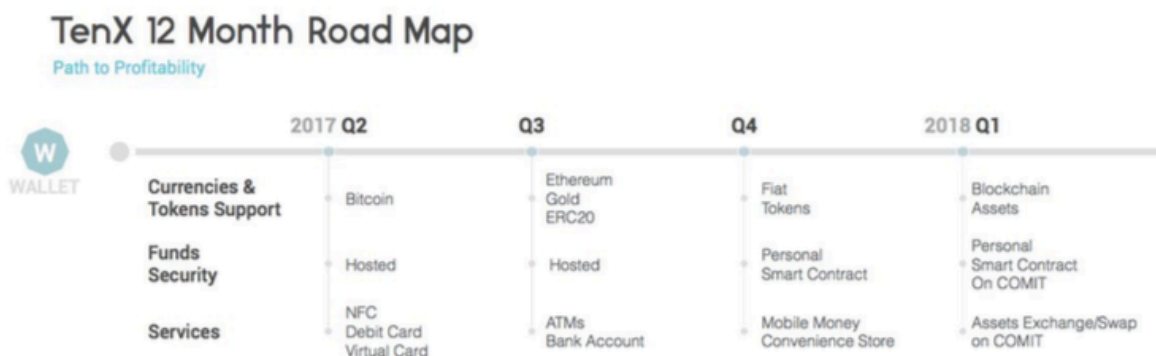 TenX 12 Month Road Map
Path to Profitability
2017 Q2 Q3 Q4 2018 Q1
W
WALLET
Currencies &
Tokens Support
Bitcoin
Ethereum
Gold
ERC20
Fiat
Tokens
Blockchain
Assets
Funds
Security
Hosted
Hosted
Personal
Smart Contract
Personal
Smart Contract
On COMIT
Services
NFC
Debit Card
Virtual Card
ATMs
Bank Account
Mobile Money
Convenience Store
Assets Exchange/Swap
on COMIT